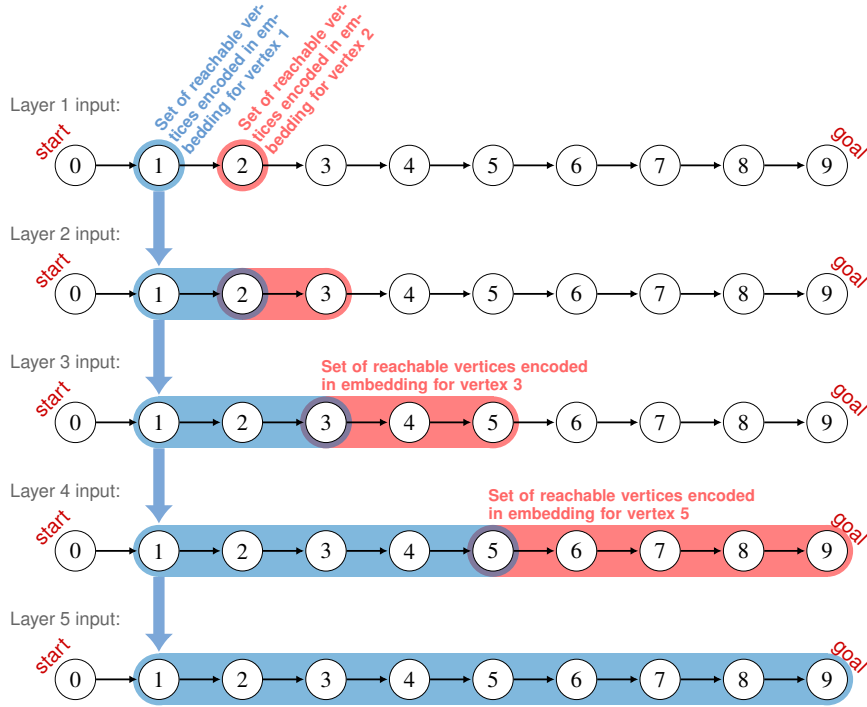 Set of reachable ver-
tices encoded in em-
bedding for vertex 1
Set of reachable ver-
tices encoded in em-
bedding for vertex 2
Layer 1 input:
start
goal
0 1 2 3 4 5 6 7 8 9
Layer 2 input:
start
goal
0 1 2 3 4 5 6 7 8 9
Layer 3 input:
Set of reachable vertices encoded
in embedding for vertex 3
start
goal
0 1 2 3 4 5 6 7 8 9
Layer 4 input:
Set of reachable vertices encoded
in embedding for vertex 5
start
goal
0 1 2 3 4 5 6 7 8 9
Layer 5 input:
start
goal
0 1 2 3 4 5 6 7 8 9